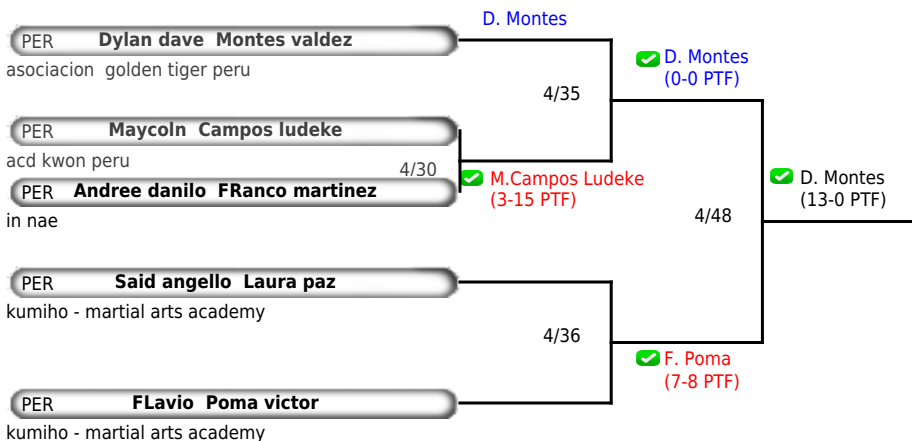 D. Montes
PER Dylan dave Montes valdez
asociacion golden tiger peru
D. Montes
(0-0 PTF)
4/35
PER Maycoln Campos ludeke
acd kwon peru
4/30
M.Campos Ludeke
(3-15 PTF)
PER Andree danilo FRanco martinez
in nae
D. Montes
(13-0 PTF)
4/48
PER Said angello Laura paz
kumiho - martial arts academy
4/36
F. Poma
(7-8 PTF)
PER FLavio Poma victor
kumiho - martial arts academy